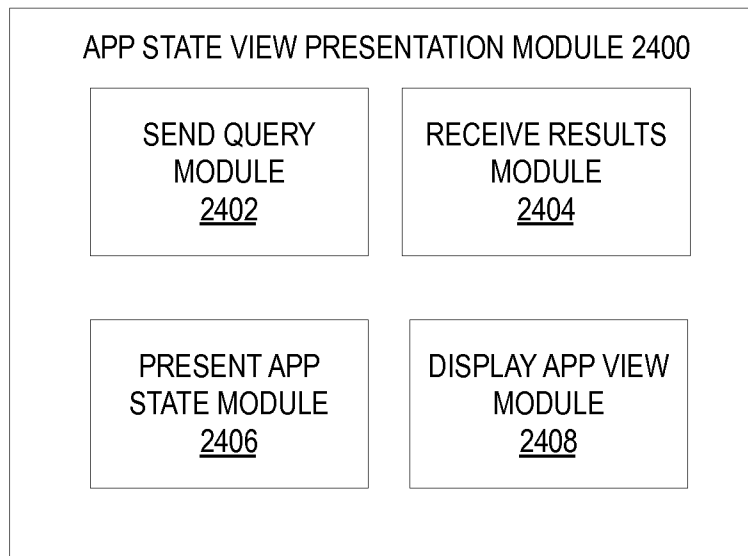 APP STATE VIEW PRESENTATION MODULE 2400
SEND QUERY
MODULE
2402
RECEIVE RESULTS
MODULE
2404
PRESENT APP
STATE MODULE
2406
DISPLAY APP VIEW
MODULE
2408